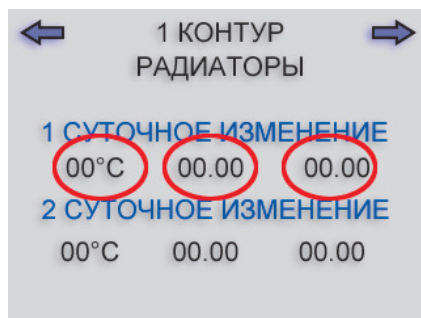 1 КОНТУР
РАДИАТОРЫ
1 СУТОЧНОЕ ИЗМЕНЕНИЕ
00°C 00.00 00.00
2 СУТОЧНОЕ ИЗМЕНЕНИЕ
00°C 00.00 00.00